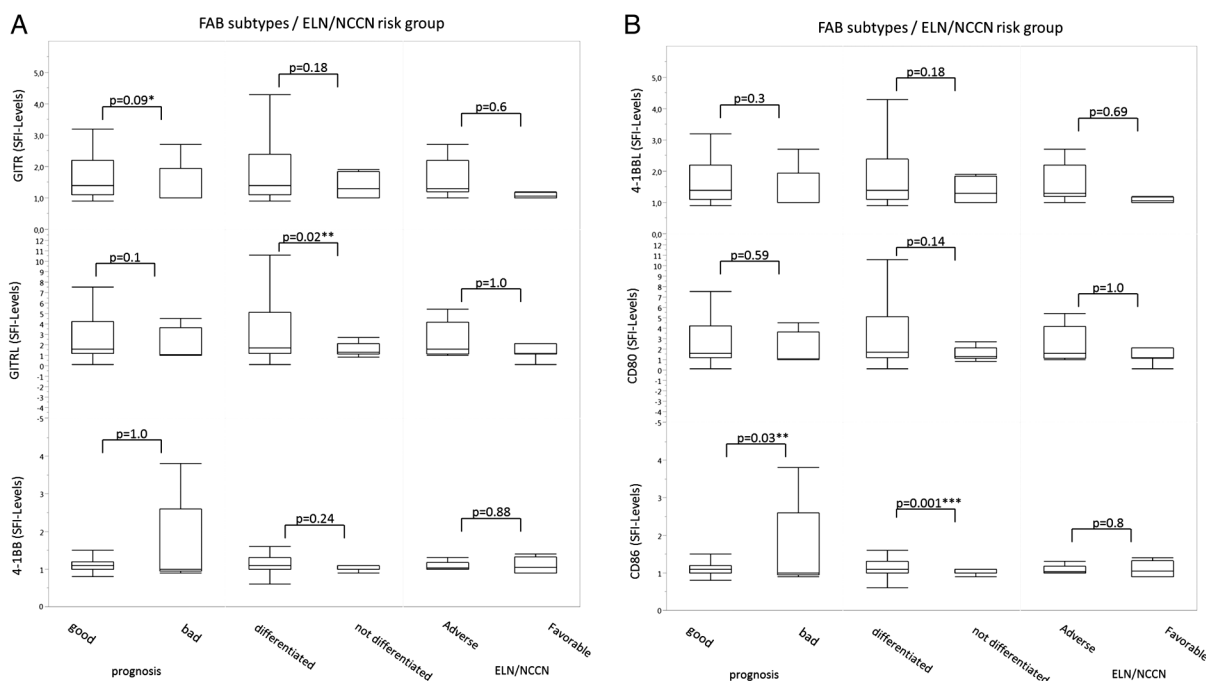 A
FAB subtypes / ELN/NCCN risk group
GITR (SFI-Levels)
5,0
4,0
3,0
2,0
1,0
0,0
p=0.09*
p=0.18
p=0.6
GITRL (SFI-Levels)
12
11
10
9
8
7
6
5
4
3
2
1
0
-1
-2
-3
-4
-5
p=0.1
p=0.02**
p=1.0
4-1BB (SFI-Levels)
4
3
2
1
0
p=1.0
p=0.24
p=0.88
good
bad
differentiated
not differentiated
Adverse
Favorable
prognosis
ELN/NCCN
B
FAB subtypes / ELN/NCCN risk group
4-1BBL (SFI-Levels)
5,0
4,0
3,0
2,0
1,0
0,0
p=0.3
p=0.18
p=0.69
CD80 (SFI-Levels)
12
11
10
9
8
7
6
5
4
3
2
1
0
-1
-2
-3
-4
-5
p=0.59
p=0.14
p=1.0
CD86 (SFI-Levels)
4
3
2
1
0
p=0.03**
p=0.001***
p=0.8
good
bad
differentiated
not differentiated
Adverse
Favorable
prognosis
ELN/NCCN